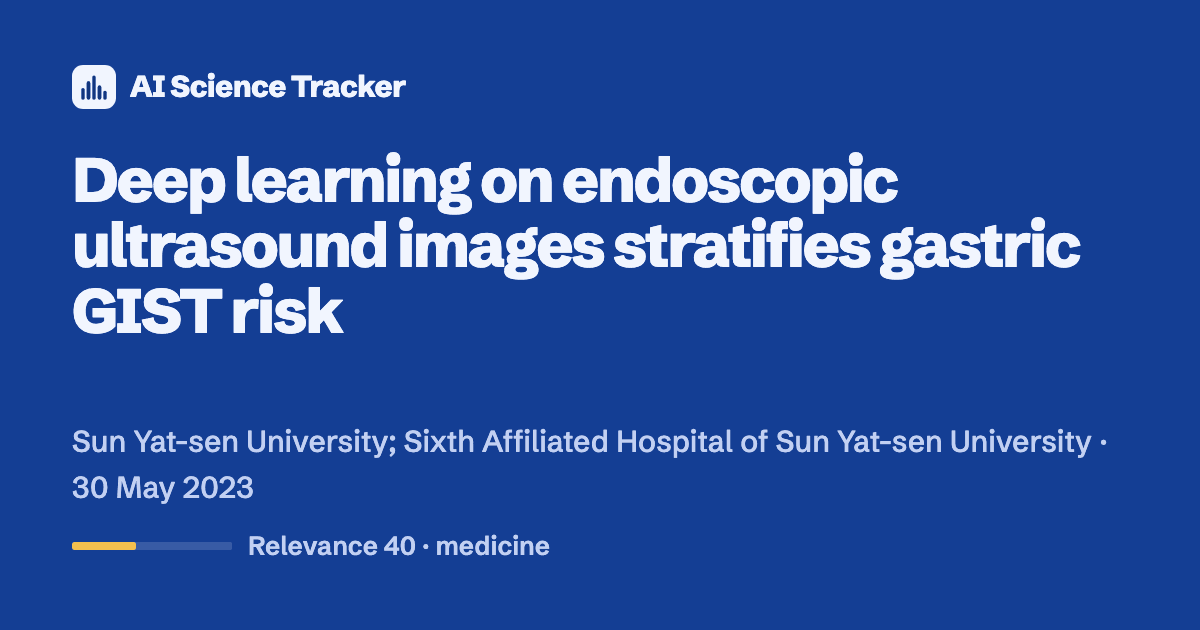 AI Science Tracker
Deep learning on endoscopic
ultrasound images stratifies gastric
GIST risk
Sun Yat-sen University; Sixth Affiliated Hospital of Sun Yat-sen University ·
30 May 2023
Relevance 40 · medicine